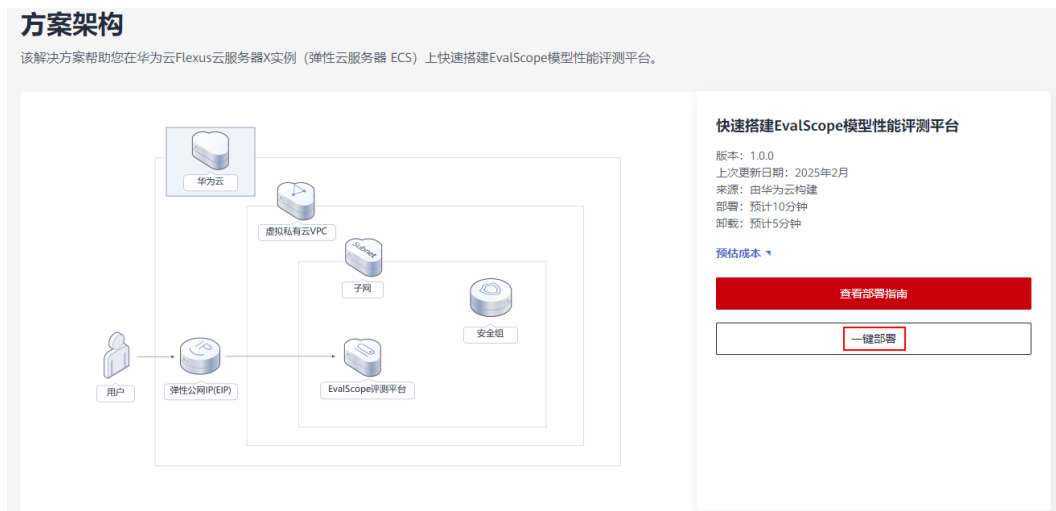 方案架构
该解决方案帮助您在华为云Flexus云服务器X实例（弹性云服务器 ECS）上快速搭建EvalScope模型性能评测平台。
华为云
虚拟私有云VPC
Subnet
子网
安全组
IP
用户
弹性公网IP(EIP)
EvalScope评测平台
快速搭建EvalScope模型性能评测平台
版本：1.0.0
上次更新日期：2025年2月
来源：由华为云构建
部署：预计10分钟
卸载：预计5分钟
预估成本
查看部署指南
一键部署